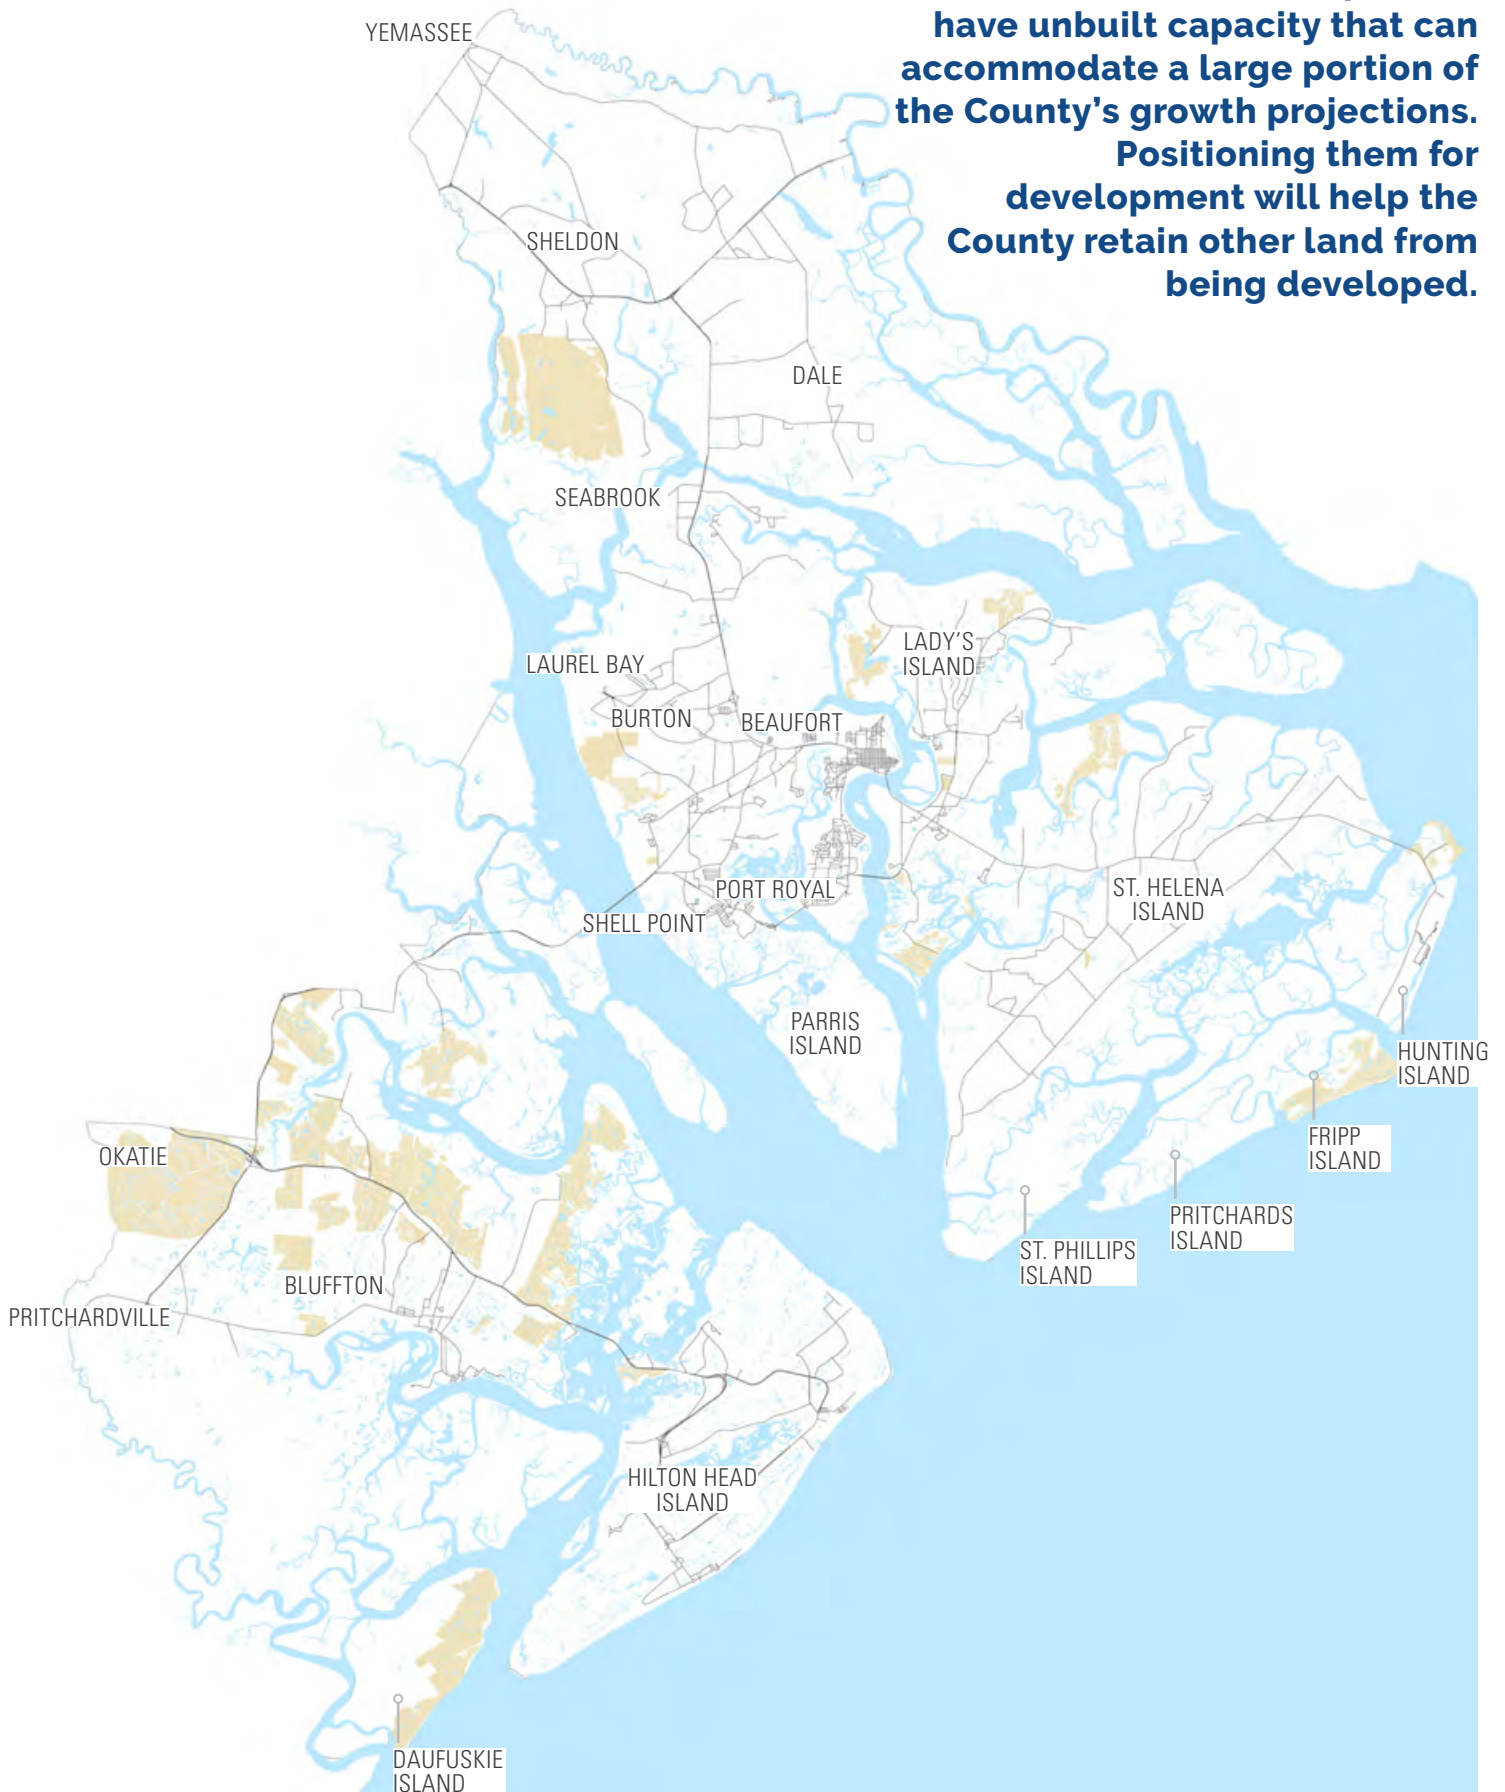 have unbuilt capacity that can
accommodate a large portion of
the County's growth projections.
Positioning them for
development will help the
County retain other land from
being developed.
YEMASSEE
SHELDON
DALE
SEABROOK
LADY'S
ISLAND
LAUREL BAY
BURTON
BEAUFORT
PORT ROYAL
ST. HELENA
ISLAND
SHELL POINT
PARRIS
ISLAND
HUNTING
ISLAND
FRIPP
ISLAND
OKATIE
PRITCHARDS
ISLAND
ST. PHILLIPS
ISLAND
BLUFFTON
PRITCHARDVILLE
HILTON HEAD
ISLAND
DAUFUSKIE
ISLAND